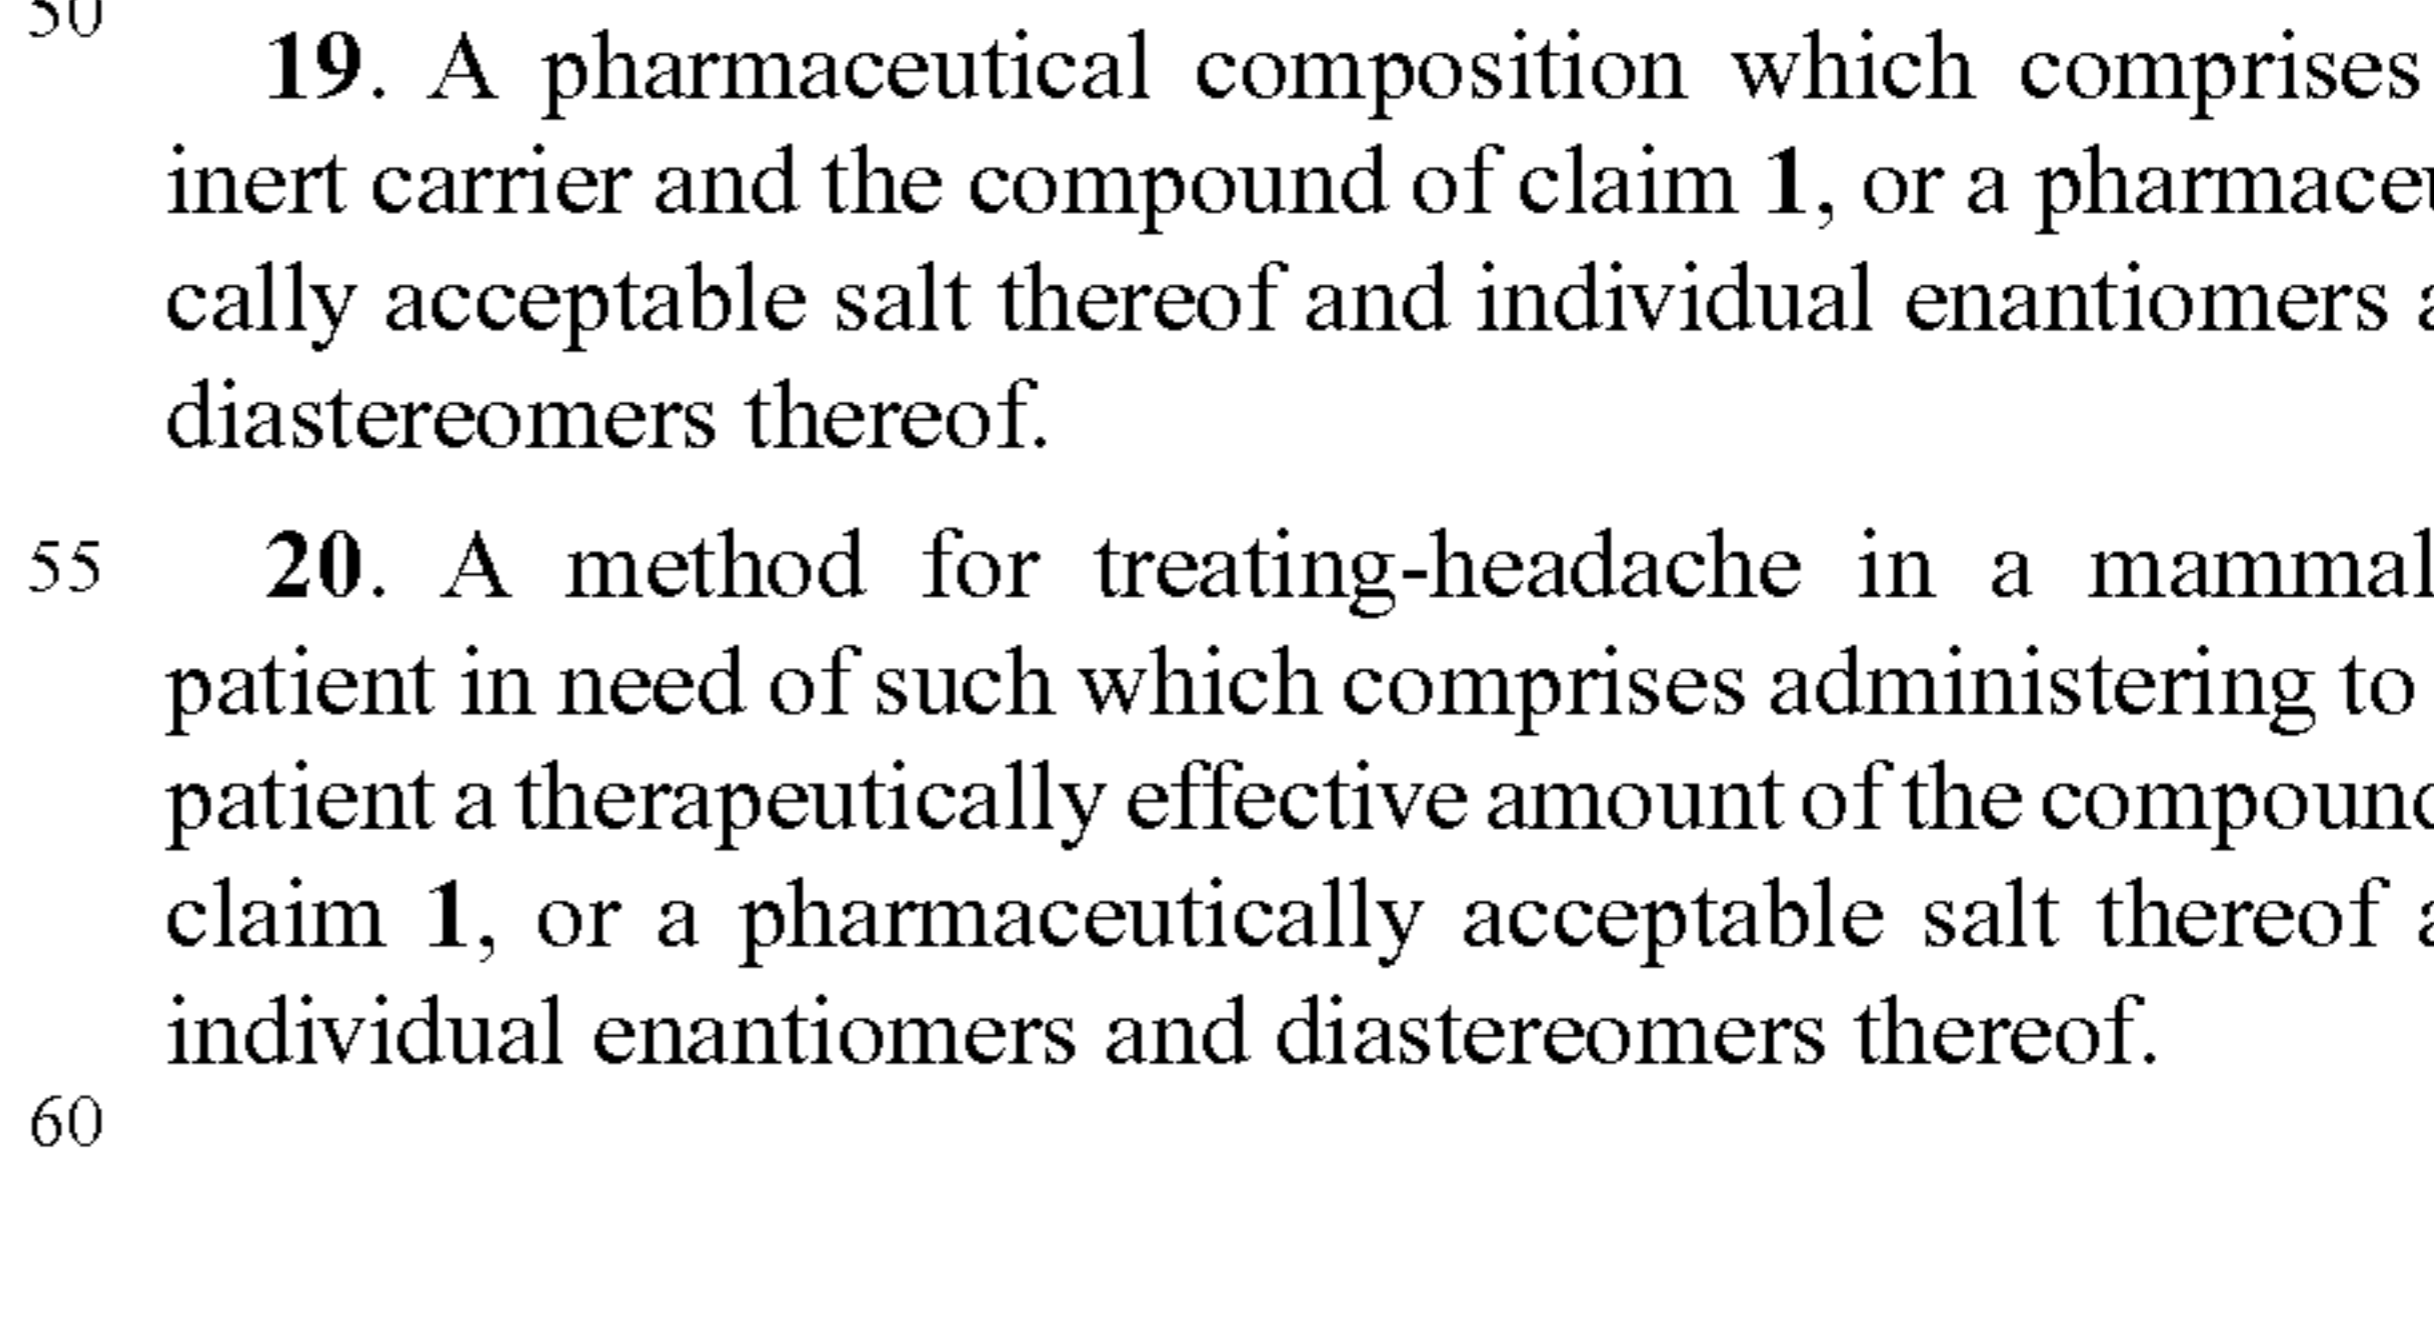 50
19. A pharmaceutical composition which comprises
inert carrier and the compound of claim 1, or a
cally acceptable salt thereof and individual enantiomers
diastereomers thereof.
55 20. A method for treating-headache in a mammal
patient in need of such which comprises administering to
patient a therapeutically effective amount of the
claim 1, or a pharmaceutically acceptable salt thereof
individual enantiomers and diastereomers thereof.
60